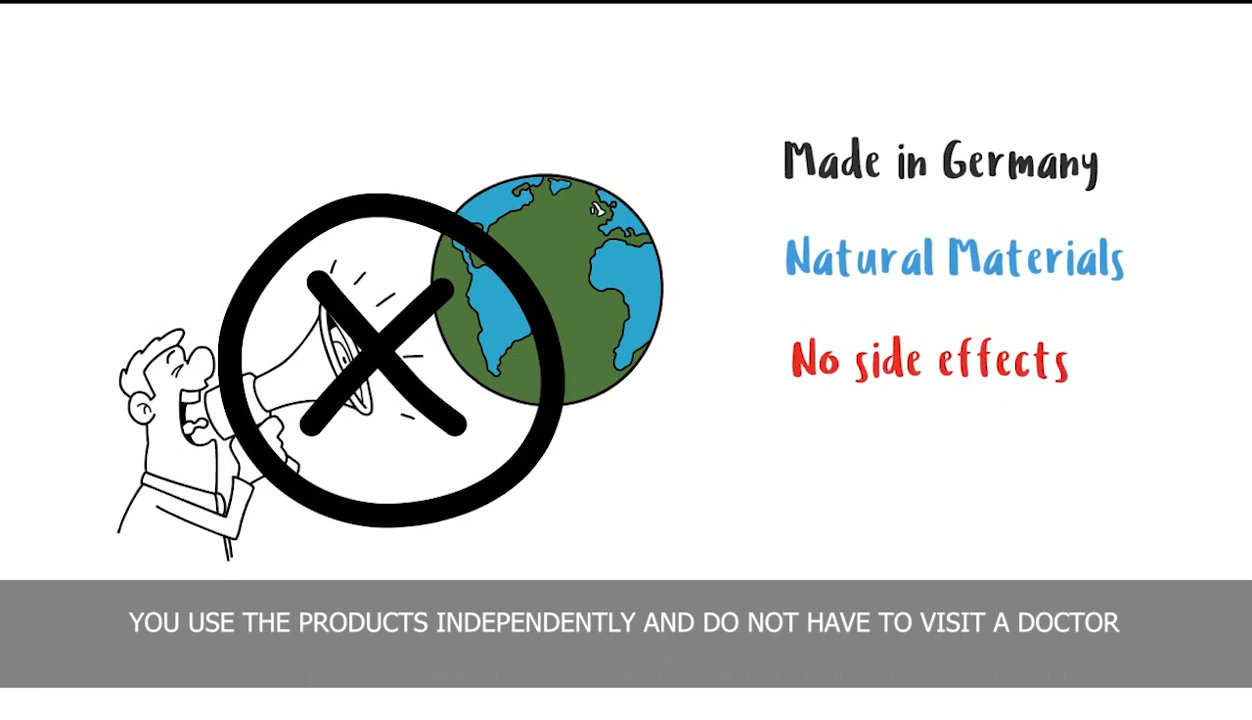 Made in Germany
Natural Materials
No side effects
YOU USE THE PRODUCTS INDEPENDENTLY AND DO NOT HAVE TO VISIT A DOCTOR